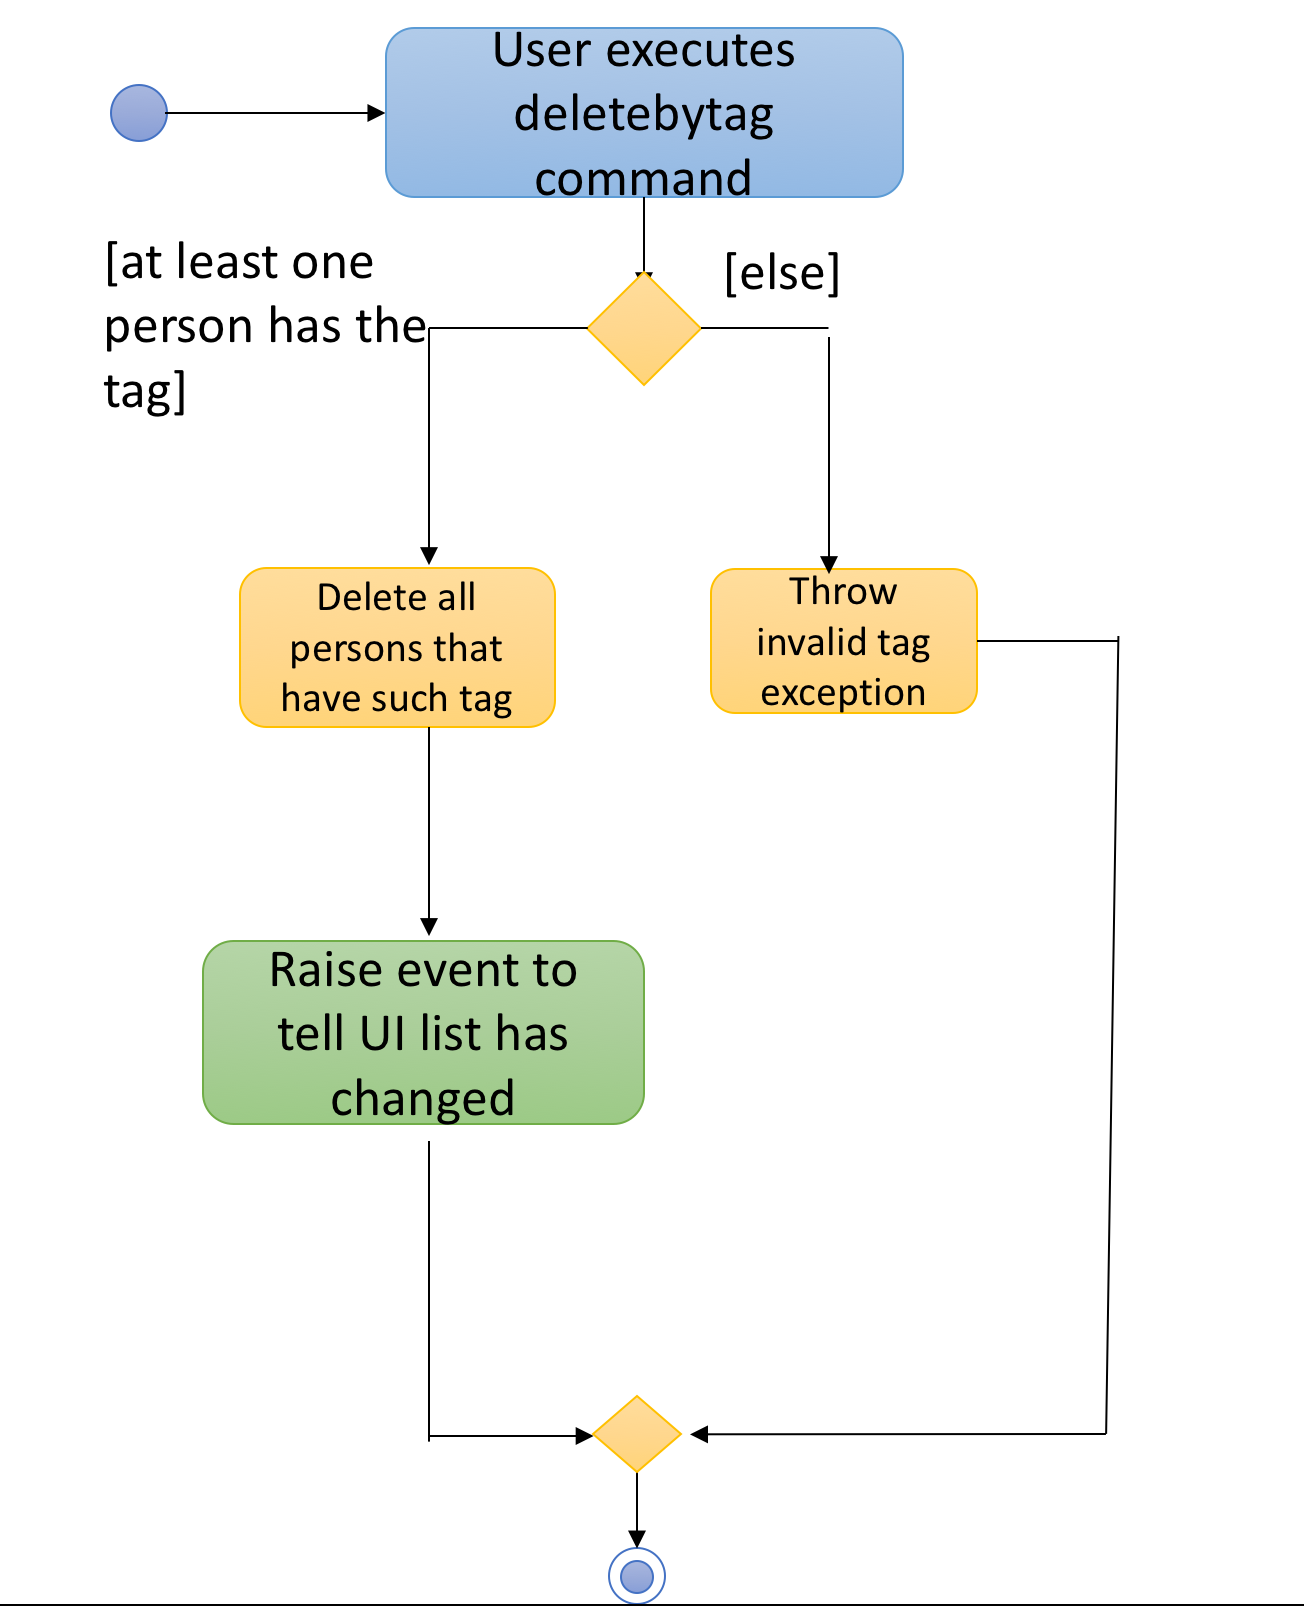 User executes
deletebytag
command
[at least one
person has the
tag]
[else]
Delete all
persons that
have such tag
Throw
invalid tag
exception
Raise event to
tell UI list has
changed